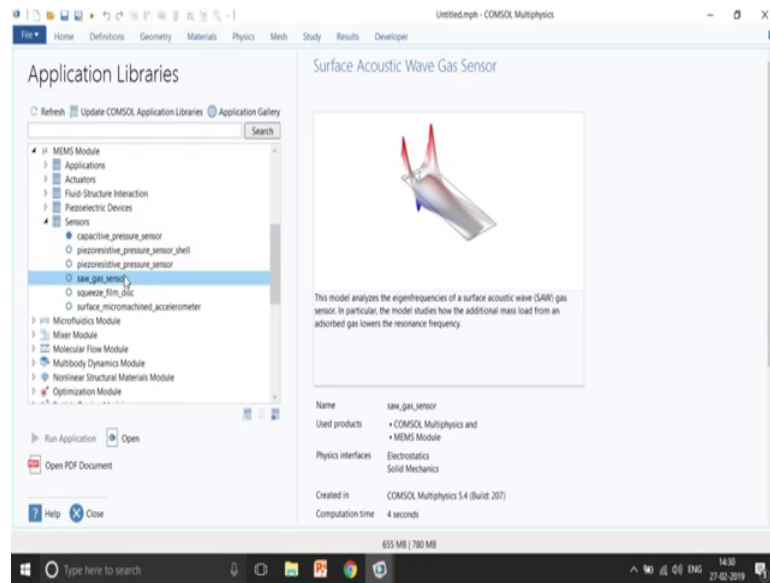 Untitled.mph - COMSOL Multiphysics
File Home Definitions Geometry Materials Physics Mesh Study Results Developer
Application Libraries
Refresh Update COMSOL Application Libraries Application Gallery
Search
MEMS Module
Applications
Actuators
Fluid-Structure Interaction
Piezoelectric Devices
Sensors
capacitive_pressure_sensor
piezoresistive_pressure_sensor_shell
piezoresistive_pressure_sensor
saw_gas_sensor
squeeze_film_disc
surface_micromachined_accelerometer
Microfluidics Module
Mixer Module
Molecular Flow Module
Multibody Dynamics Module
Nonlinear Structural Materials Module
Optimization Module
Run Application Open
Open PDF Document
Help Close
Surface Acoustic Wave Gas Sensor
This model analyzes the eigenfrequencies of a surface acoustic wave (SAW) gas
sensor. In particular, the model studies how the additional mass load from an
adsorbed gas lowers the resonance frequency.
Name saw_gas_sensor
Used products • COMSOL Multiphysics and
• MEMS Module
Physics interfaces Electrostatics
Solid Mechanics
Created in COMSOL Multiphysics 5.4 (Build: 207)
Computation time 4 seconds
655 MB | 780 MB
Type here to search
ENG
14:30
27-02-2019